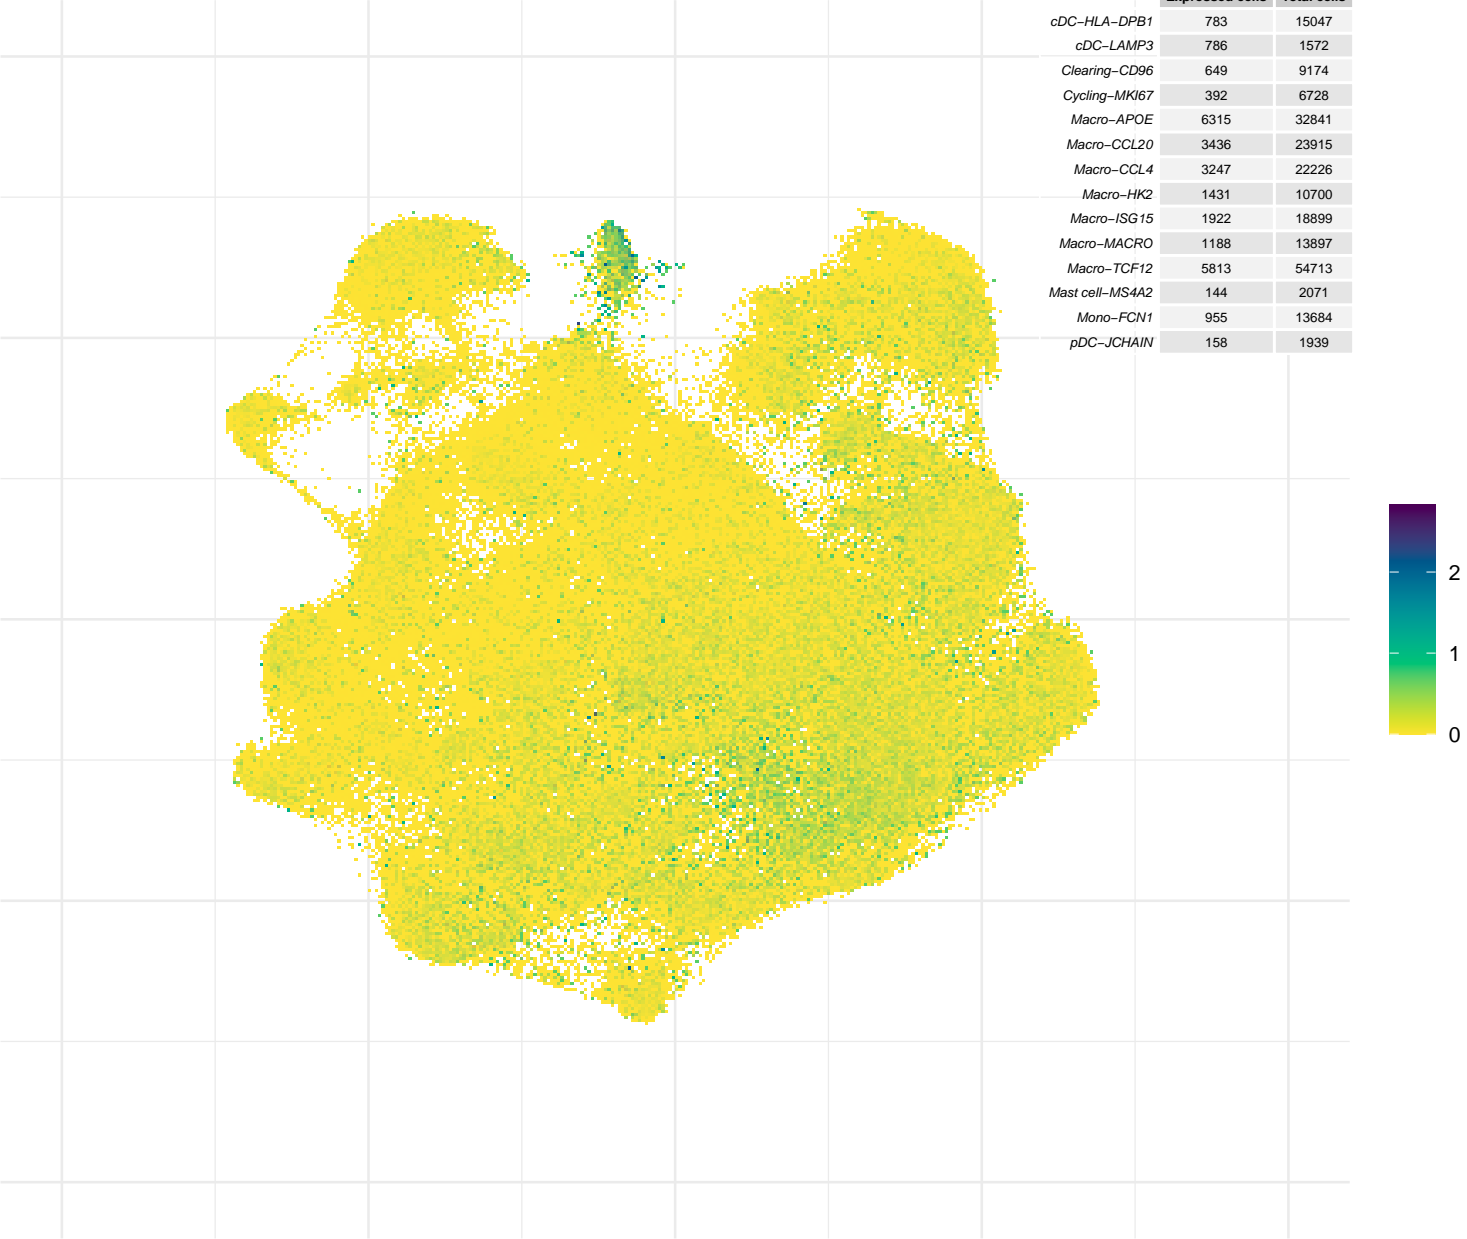 cDC−HLA−DPB1 783 15047
cDC−LAMP3 786 1572
Clearing−CD96 649 9174
Cycling−MKI67 392 6728
Macro−APOE 6315 32841
Macro−CCL20 3436 23915
Macro−CCL4 3247 22226
Macro−HK2 1431 10700
Macro−ISG15 1922 18899
Macro−MACRO 1188 13897
Macro−TCF12 5813 54713
Mast cell−MS4A2 144 2071
Mono−FCN1 955 13684
pDC−JCHAIN 158 1939
2
1
0